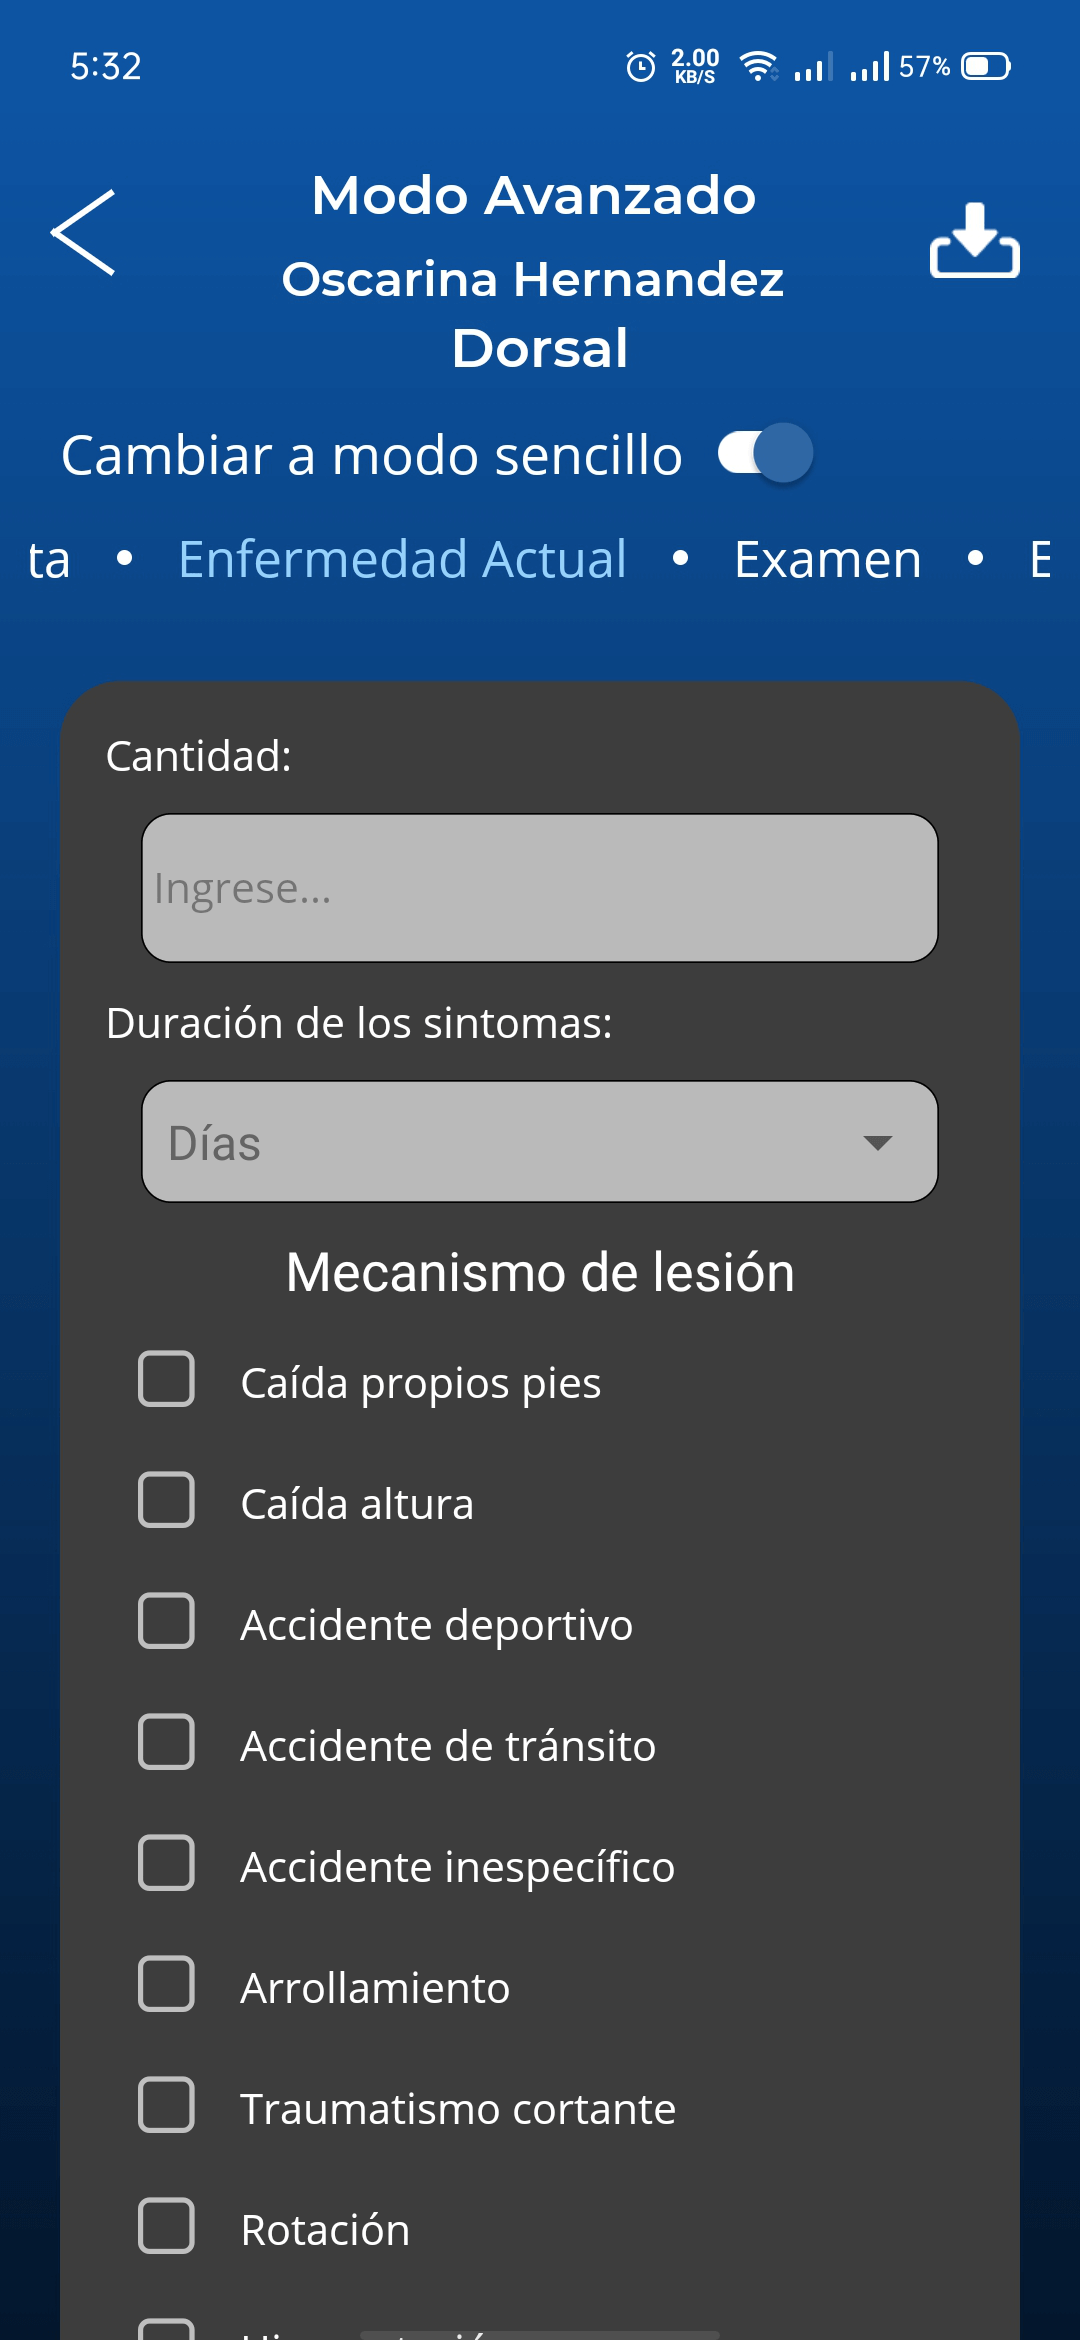 5:32 2.00 KB/S 57%
Modo Avanzado
Oscarina Hernandez
Dorsal
Cambiar a modo sencillo
ta • Enfermedad Actual • Examen • E
Cantidad:
Ingrese...
Duración de los sintomas:
Días
Mecanismo de lesión
Caída propios pies
Caída altura
Accidente deportivo
Accidente de tránsito
Accidente inespecífico
Arrollamiento
Traumatismo cortante
Rotación